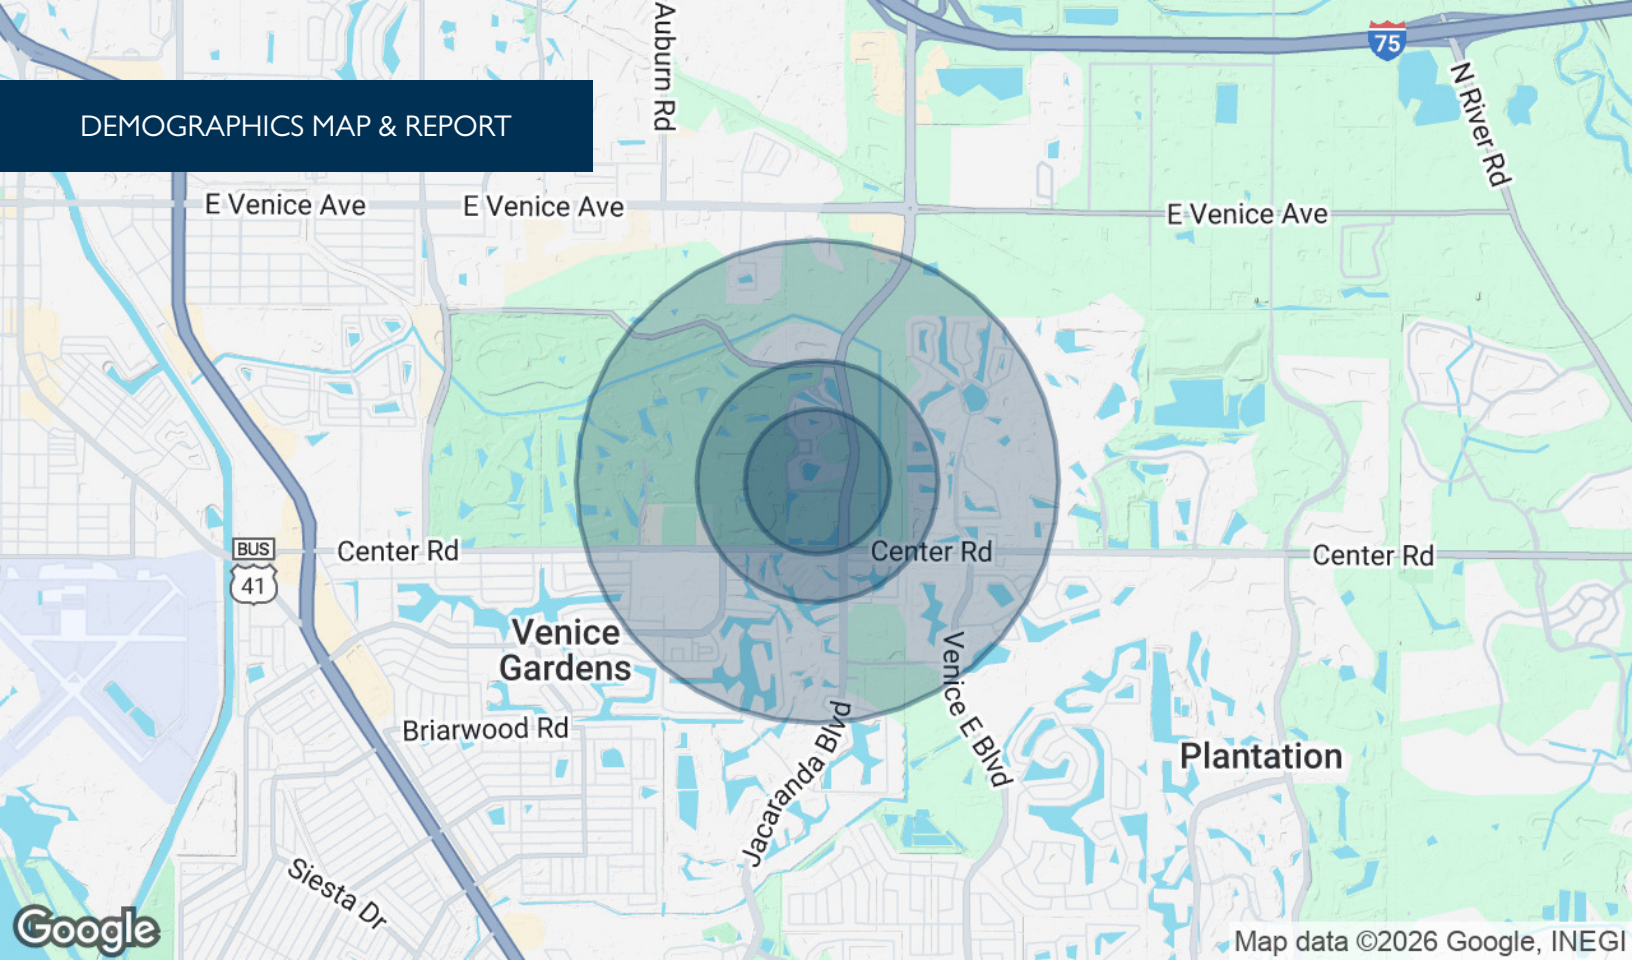 Auburn Rd
75
N River Rd
DEMOGRAPHICS MAP & REPORT
E Venice Ave
E Venice Ave
E Venice Ave
BUS
41
Center Rd
Center Rd
Center Rd
Venice
Gardens
Venice E Blvd
Briarwood Rd
Jacaranda Blvd
Plantation
Siesta Dr
Google
Map data ©2026 Google, INEGI